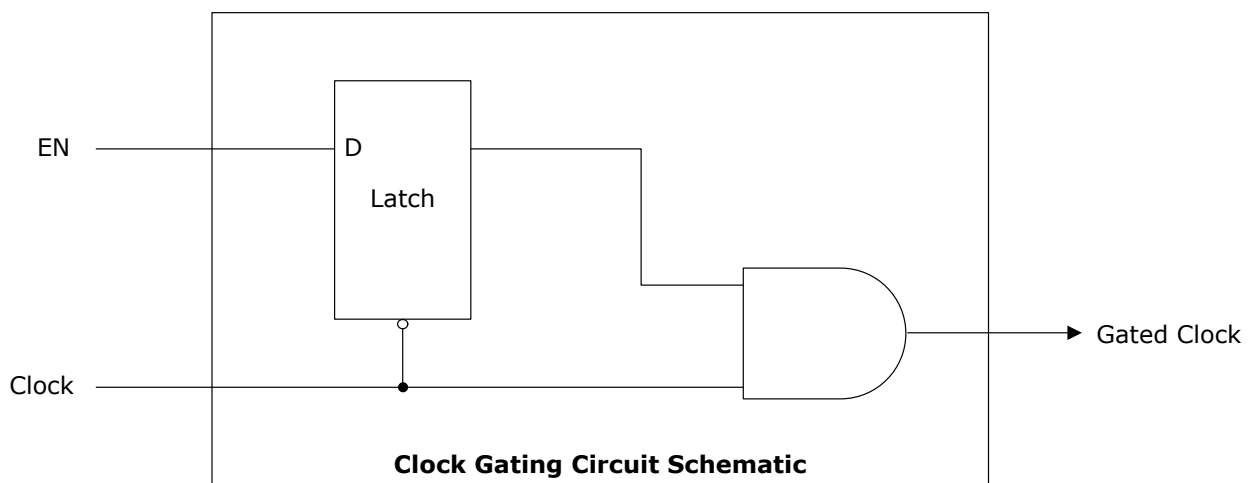 EN
D
Latch
Gated Clock
Clock
Clock Gating Circuit Schematic